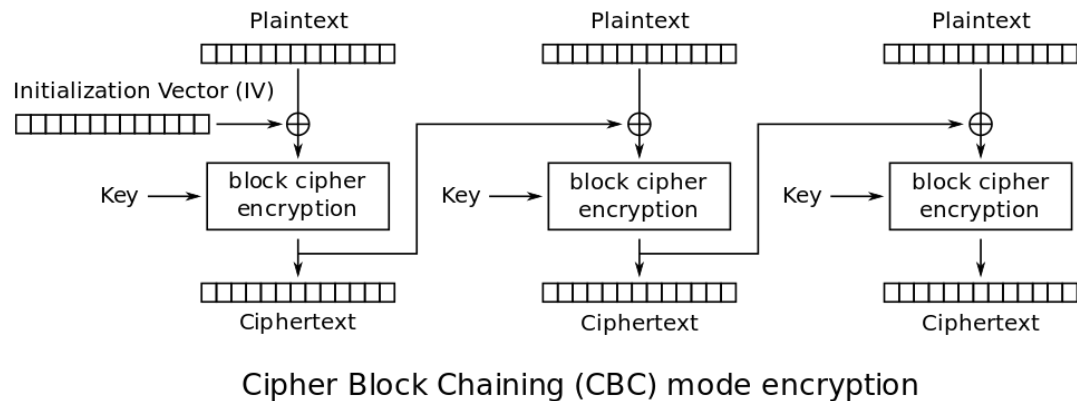 Plaintext
Plaintext
Plaintext
Initialization Vector (IV)
Key
block cipher
encryption
Key
block cipher
encryption
Key
block cipher
encryption
Ciphertext
Ciphertext
Ciphertext
Cipher Block Chaining (CBC) mode encryption